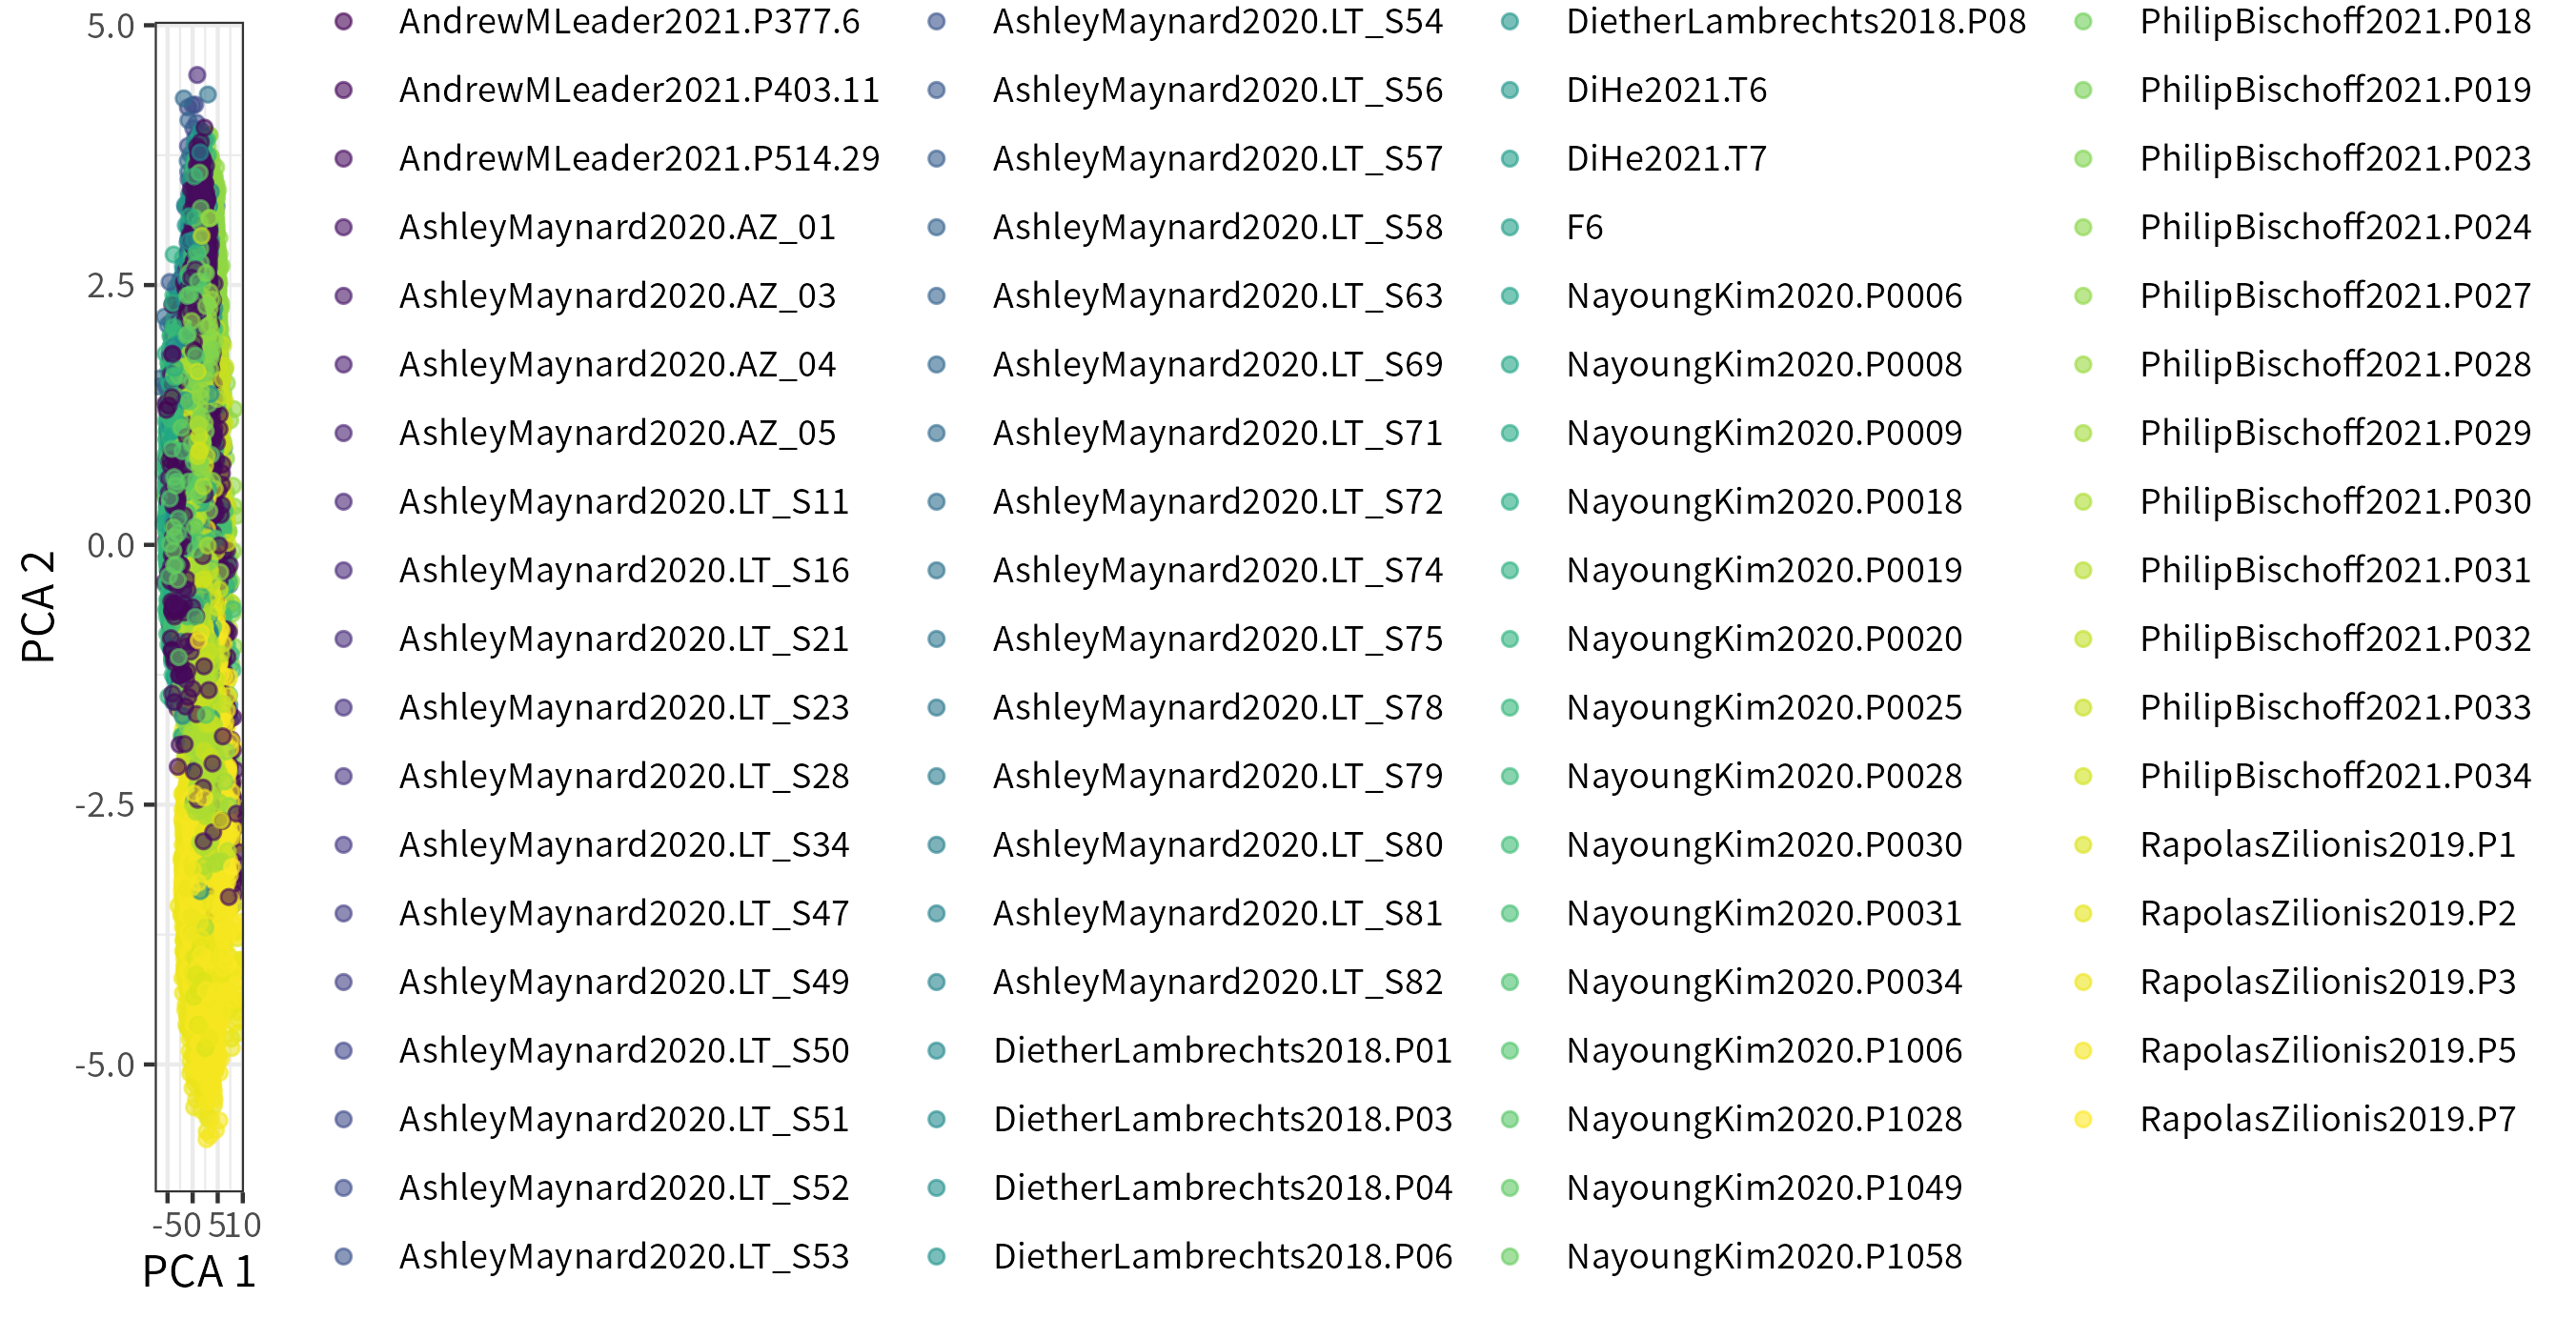 5.0
2.5
0.0
-2.5
-5.0
PCA 2
-5 0 5 10
PCA 1
AndrewMLeader2021.P377.6
AndrewMLeader2021.P403.11
AndrewMLeader2021.P514.29
AshleyMaynard2020.AZ_01
AshleyMaynard2020.AZ_03
AshleyMaynard2020.AZ_04
AshleyMaynard2020.AZ_05
AshleyMaynard2020.LT_S11
AshleyMaynard2020.LT_S16
AshleyMaynard2020.LT_S21
AshleyMaynard2020.LT_S23
AshleyMaynard2020.LT_S28
AshleyMaynard2020.LT_S34
AshleyMaynard2020.LT_S47
AshleyMaynard2020.LT_S49
AshleyMaynard2020.LT_S50
AshleyMaynard2020.LT_S51
AshleyMaynard2020.LT_S52
AshleyMaynard2020.LT_S53
AshleyMaynard2020.LT_S54
AshleyMaynard2020.LT_S56
AshleyMaynard2020.LT_S57
AshleyMaynard2020.LT_S58
AshleyMaynard2020.LT_S63
AshleyMaynard2020.LT_S69
AshleyMaynard2020.LT_S71
AshleyMaynard2020.LT_S72
AshleyMaynard2020.LT_S74
AshleyMaynard2020.LT_S75
AshleyMaynard2020.LT_S78
AshleyMaynard2020.LT_S79
AshleyMaynard2020.LT_S80
AshleyMaynard2020.LT_S81
AshleyMaynard2020.LT_S82
DietherLambrechts2018.P01
DietherLambrechts2018.P03
DietherLambrechts2018.P04
DietherLambrechts2018.P06
DietherLambrechts2018.P08
DiHe2021.T6
DiHe2021.T7
F6
NayoungKim2020.P0006
NayoungKim2020.P0008
NayoungKim2020.P0009
NayoungKim2020.P0018
NayoungKim2020.P0019
NayoungKim2020.P0020
NayoungKim2020.P0025
NayoungKim2020.P0028
NayoungKim2020.P0030
NayoungKim2020.P0031
NayoungKim2020.P0034
NayoungKim2020.P1006
NayoungKim2020.P1028
NayoungKim2020.P1049
NayoungKim2020.P1058
PhilipBischoff2021.P018
PhilipBischoff2021.P019
PhilipBischoff2021.P023
PhilipBischoff2021.P024
PhilipBischoff2021.P027
PhilipBischoff2021.P028
PhilipBischoff2021.P029
PhilipBischoff2021.P030
PhilipBischoff2021.P031
PhilipBischoff2021.P032
PhilipBischoff2021.P033
PhilipBischoff2021.P034
RapolasZilionis2019.P1
RapolasZilionis2019.P2
RapolasZilionis2019.P3
RapolasZilionis2019.P5
RapolasZilionis2019.P7